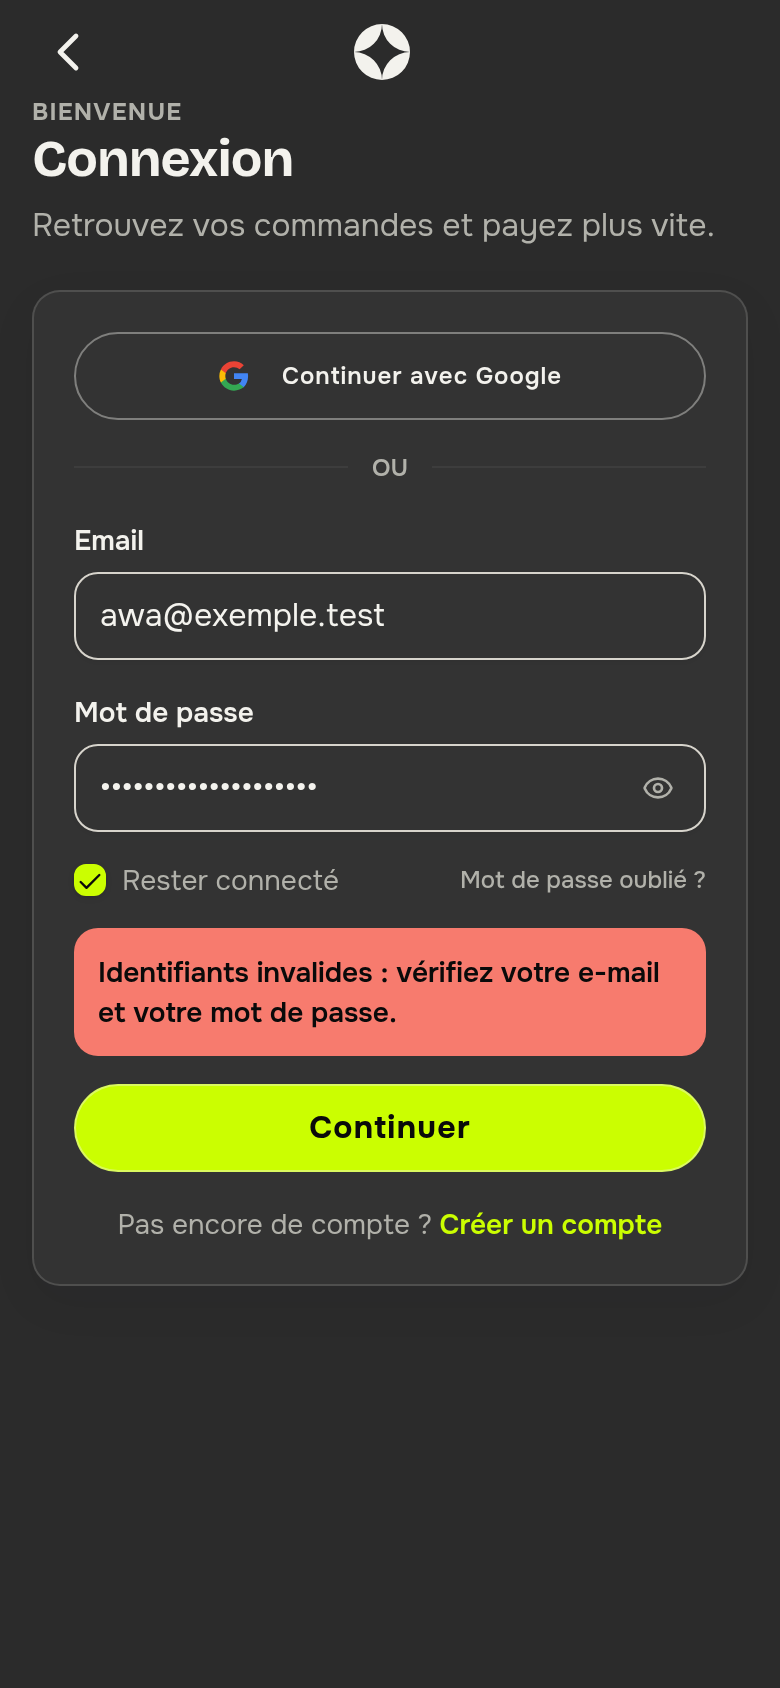 BIENVENUE
Connexion
Retrouvez vos commandes et payez plus vite.
Continuer avec Google
OU
Email
awa@exemple.test
Mot de passe
••••••••••••••••••••
Rester connecté
Mot de passe oublié ?
Identifiants invalides : vérifiez votre e-mail
et votre mot de passe.
Continuer
Pas encore de compte ? Créer un compte